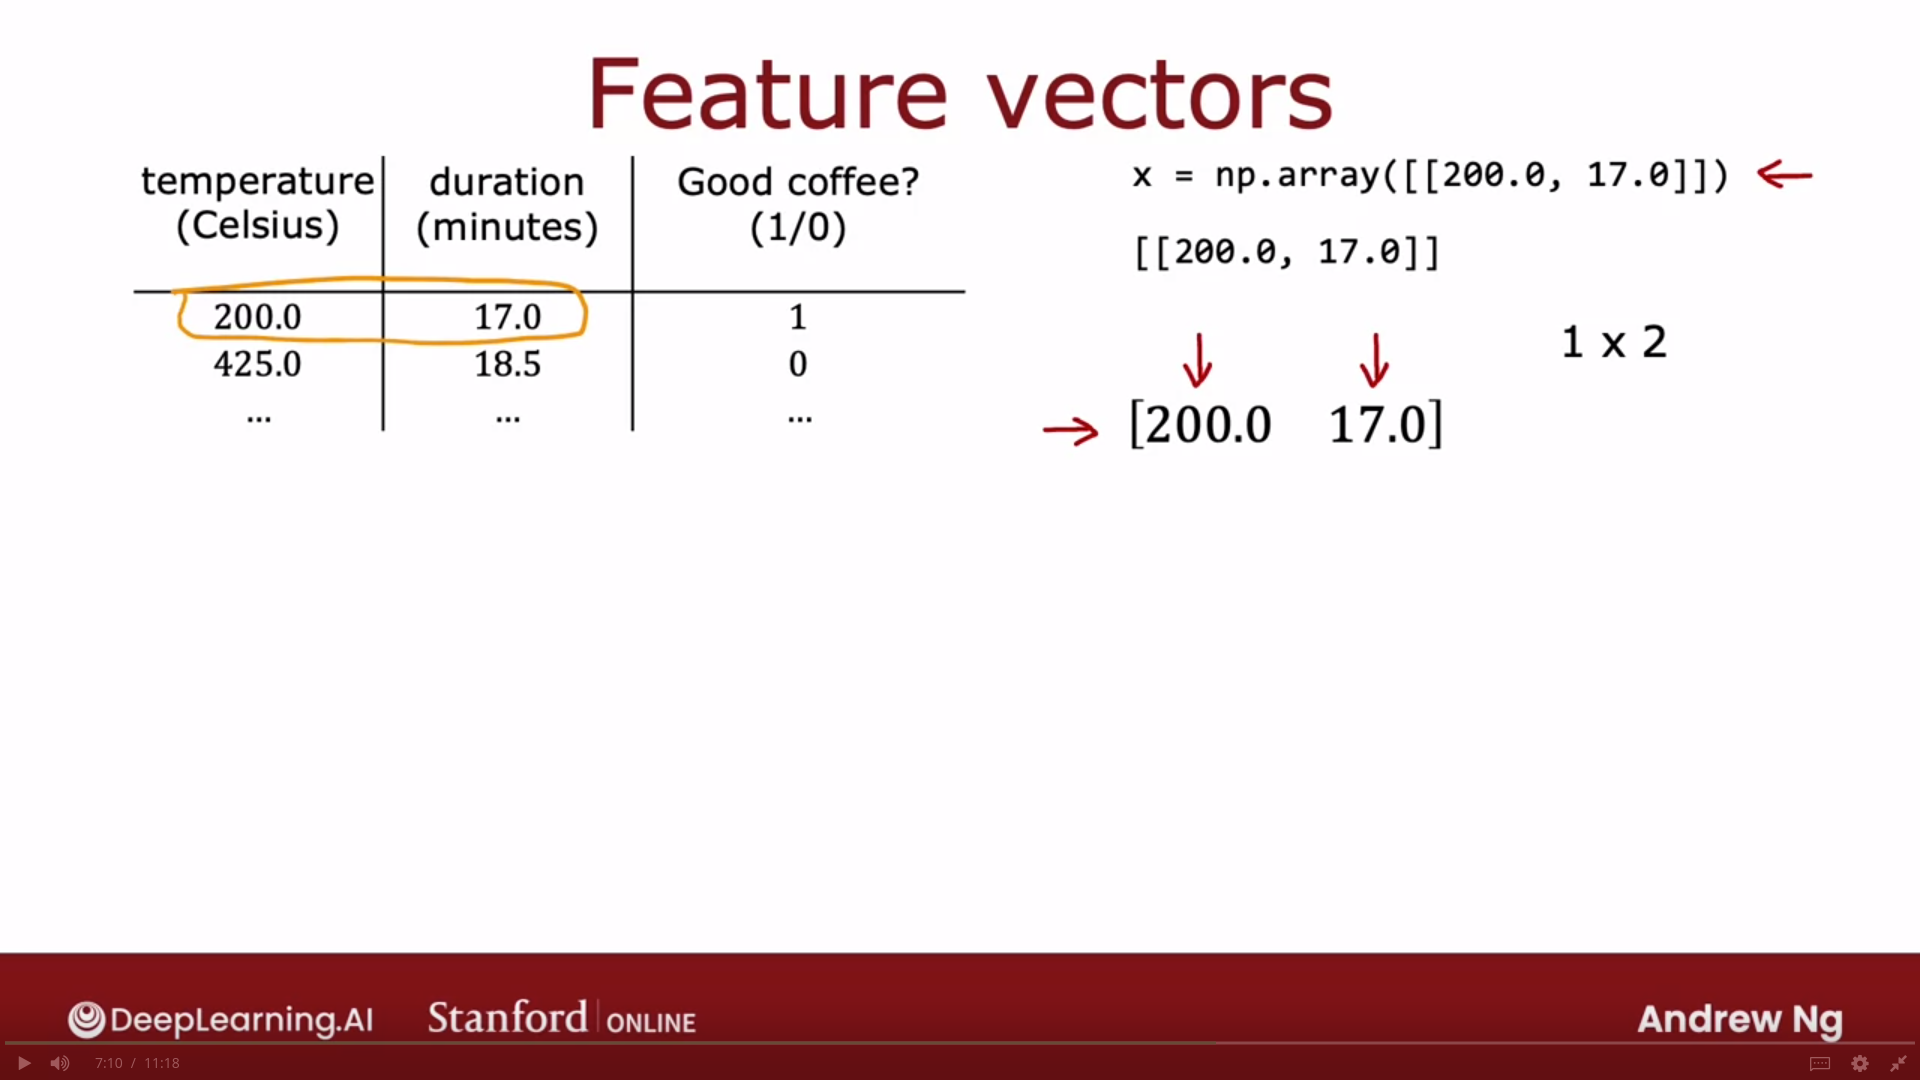 Feature vectors
temperature (Celsius) duration (minutes) Good coffee? (1/0)
200.0 17.0 1
425.0 18.5 0
... ... ...
x = np.array([[200.0, 17.0]])
[[200.0, 17.0]]
1 x 2
[200.0 17.0]
DeepLearning.AI Stanford ONLINE Andrew Ng
7:10 / 11:18